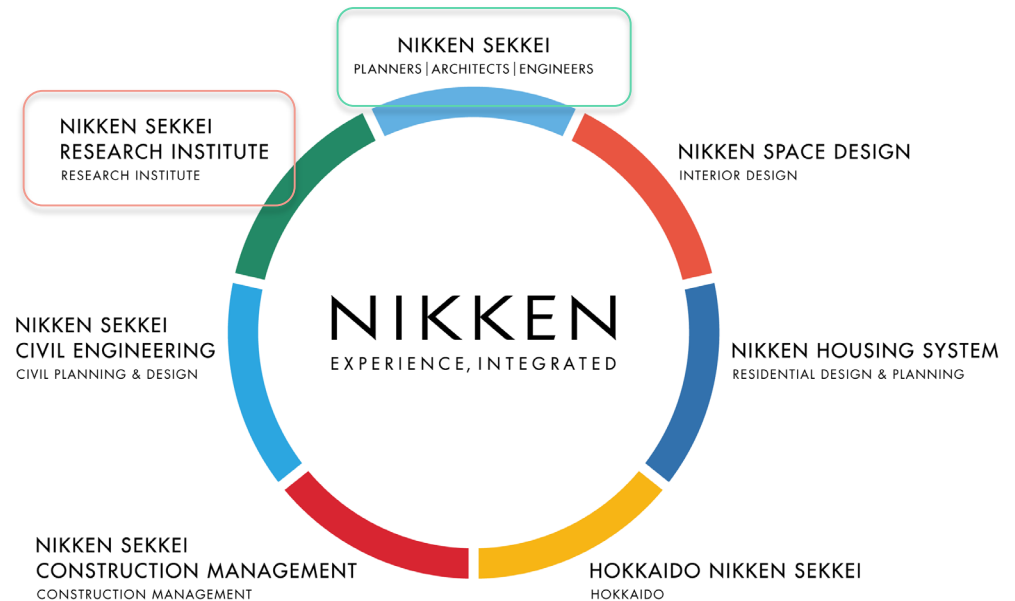 NIKKEN SEKKEI
PLANNERS|ARCHITECTS|ENGINEERS
NIKKEN SEKKEI
RESEARCH INSTITUTE
RESEARCH INSTITUTE
NIKKEN SPACE DESIGN
INTERIOR DESIGN
NIKKEN
EXPERIENCE, INTEGRATED
NIKKEN SEKKEI
CIVIL ENGINEERING
CIVIL PLANNING & DESIGN
NIKKEN HOUSING SYSTEM
RESIDENTIAL DESIGN & PLANNING
NIKKEN SEKKEI
CONSTRUCTION MANAGEMENT
CONSTRUCTION MANAGEMENT
HOKKAIDO NIKKEN SEKKEI
HOKKAIDO